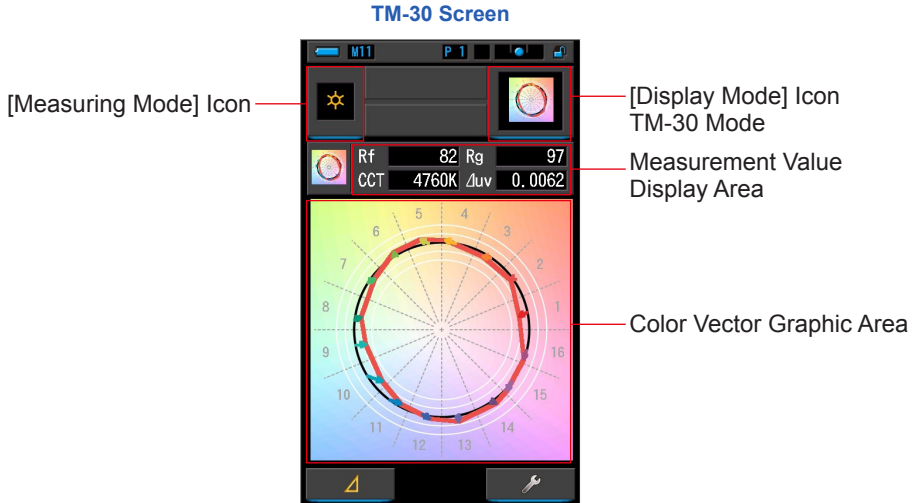 TM-30 Screen
M11 P 1
[Measuring Mode] Icon
[Display Mode] Icon
TM-30 Mode
Measurement Value
Display Area
Rf 82 Rg 97
CCT 4760K ⊿uv 0.0062
5 4
6 3
7 2
8 1
Color Vector Graphic Area
9 16
10 15
11 14
12 13
⊿